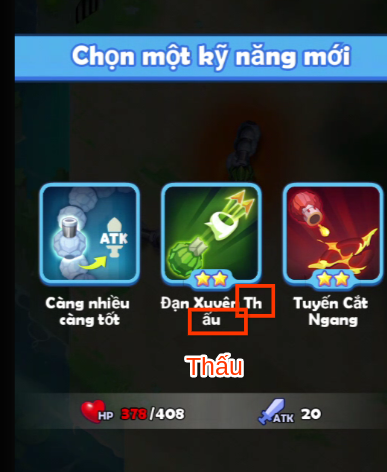 Chọn một kỹ năng mới
ATK
Càng nhiều
càng tốt
Đạn Xuyên Th
ấu
Tuyến Cắt
Ngang
Thấu
HP 378/408
ATK 20